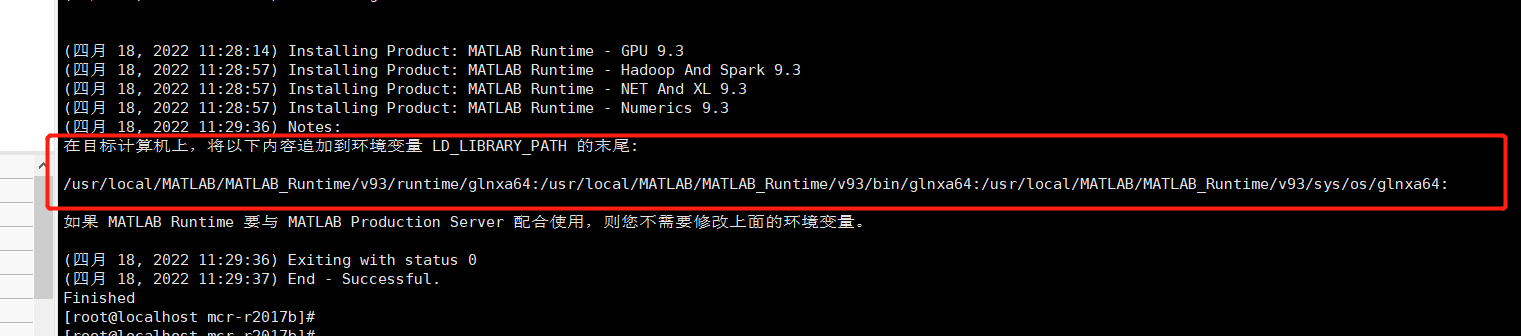 (四月 18, 2022 11:28:14) Installing Product: MATLAB Runtime - GPU 9.3
(四月 18, 2022 11:28:57) Installing Product: MATLAB Runtime - Hadoop And Spark 9.3
(四月 18, 2022 11:28:57) Installing Product: MATLAB Runtime - NET And XL 9.3
(四月 18, 2022 11:28:57) Installing Product: MATLAB Runtime - Numerics 9.3
(四月 18, 2022 11:29:36) Notes:
在目标计算机上，将以下内容追加到环境变量 LD_LIBRARY_PATH 的末尾:
/usr/local/MATLAB/MATLAB_Runtime/v93/runtime/glnxa64:/usr/local/MATLAB/MATLAB_Runtime/v93/bin/glnxa64:/usr/local/MATLAB/MATLAB_Runtime/v93/sys/os/glnxa64:
如果 MATLAB Runtime 要与 MATLAB Production Server 配合使用，则您不需要修改上面的环境变量。
(四月 18, 2022 11:29:36) Exiting with status 0
(四月 18, 2022 11:29:37) End - Successful.
Finished
[root@localhost mcr-r2017b]#
[root@localhost mcr-r2017b]#